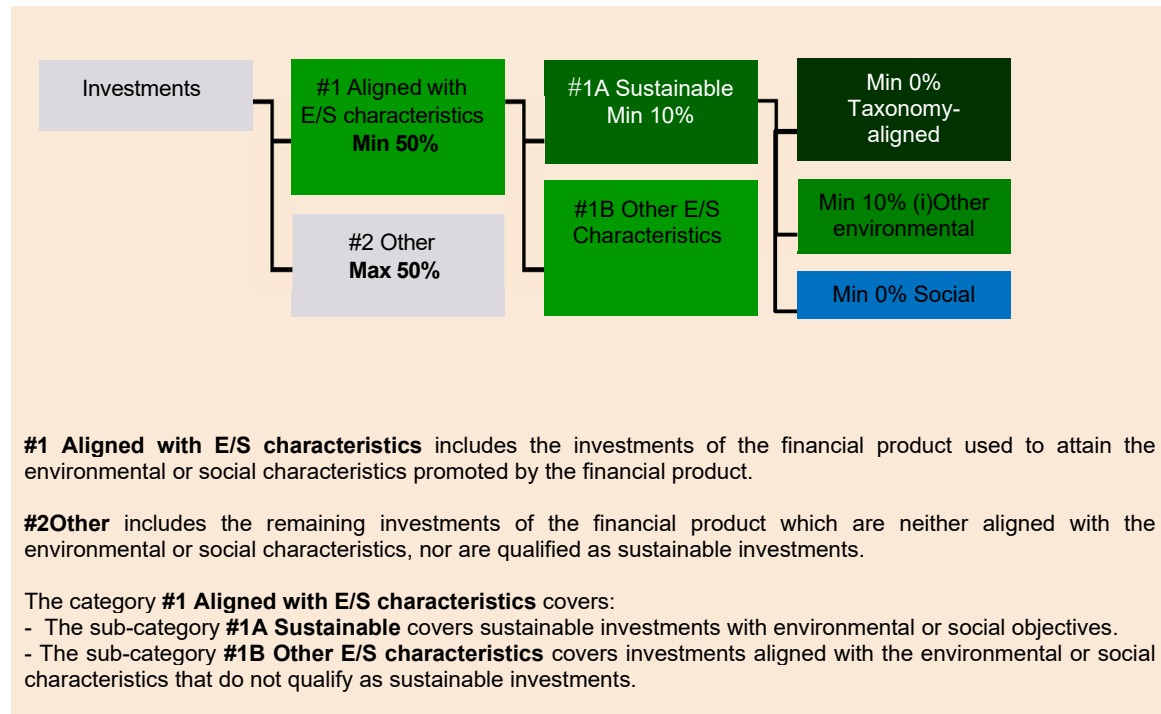 Investments
#1 Aligned with
E/S characteristics
Min 50%
#2 Other
Max 50%
#1A Sustainable
Min 10%
#1B Other E/S
Characteristics
Min 0%
Taxonomy-
aligned
Min 10% (i)Other
environmental
Min 0% Social
#1 Aligned with E/S characteristics includes the investments of the financial product used to attain the
environmental or social characteristics promoted by the financial product.
#2Other includes the remaining investments of the financial product which are neither aligned with the
environmental or social characteristics, nor are qualified as sustainable investments.
The category #1 Aligned with E/S characteristics covers:
- The sub-category #1A Sustainable covers sustainable investments with environmental or social objectives.
- The sub-category #1B Other E/S characteristics covers investments aligned with the environmental or social
characteristics that do not qualify as sustainable investments.